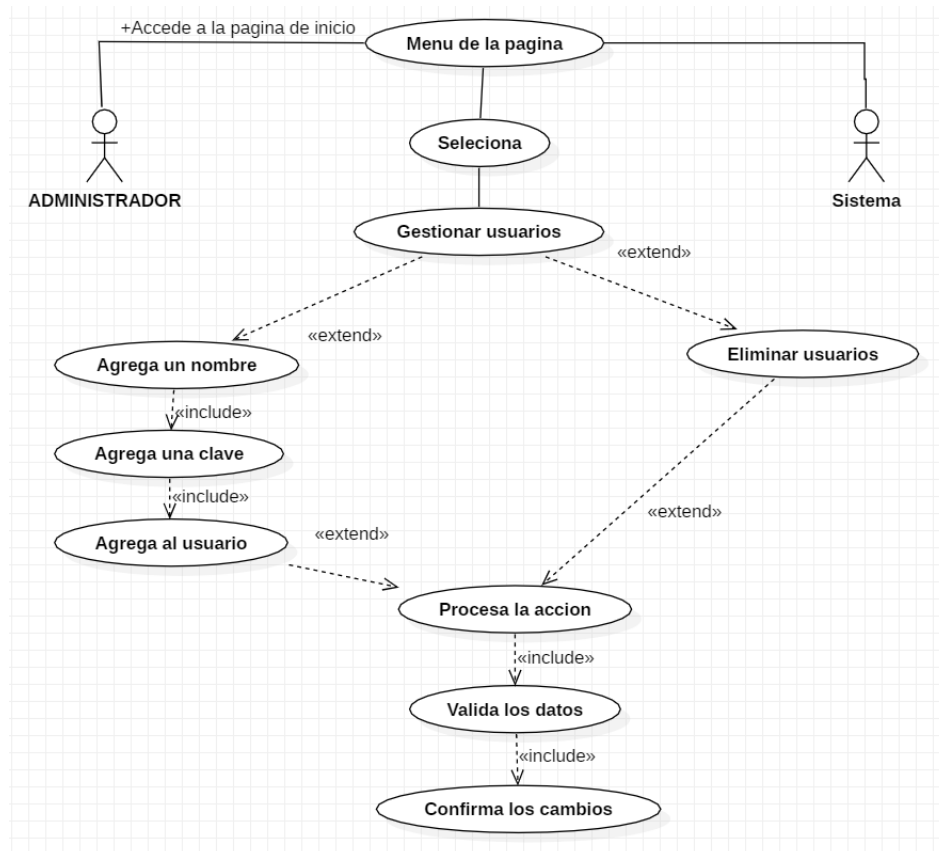 +Accede a la pagina de inicio
Menu de la pagina
Seleciona
ADMINISTRADOR
Sistema
Gestionar usuarios
«extend»
«extend»
Agrega un nombre
Eliminar usuarios
«include»
Agrega una clave
«include»
«extend»
«extend»
Agrega al usuario
Procesa la accion
«include»
Valida los datos
«include»
Confirma los cambios